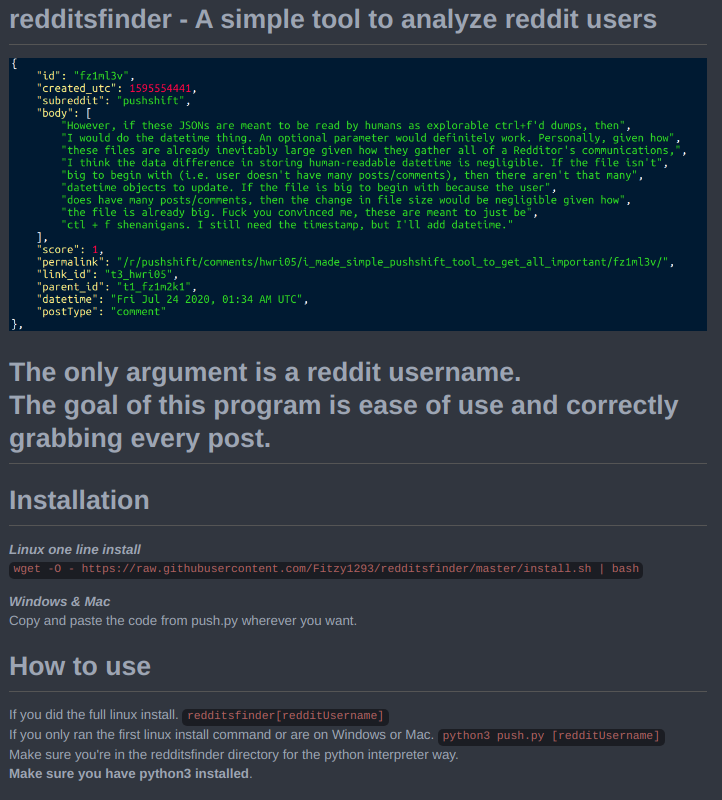 redditsfinder - A simple tool to analyze reddit users
{
"id": "fz1ml3v",
"created_utc": 1595554441,
"subreddit": "pushshift",
"body": [
"However, if these JSONs are meant to be read by humans as explorable ctrl+f'd dumps, then",
"I would do the datetime thing. An optional parameter would definitely work. Personally, given how",
"these files are already inevitably large given how they gather all of a Redditor's communications,",
"I think the data difference in storing human-readable datetime is negligible. If the file isn't",
"big to begin with (i.e. user doesn't have many posts/comments), then there aren't that many",
"datetime objects to update. If the file is big to begin with because the user",
"does have many posts/comments, then the change in file size would be negligible given how",
"the file is already big. Fuck you convinced me, these are meant to just be",
"ctl + f shenanigans. I still need the timestamp, but I'll add datetime."
],
"score": 1,
"permalink": "/r/pushshift/comments/hwri05/i_made_simple_pushshift_tool_to_get_all_important/fz1ml3v/",
"link_id": "t3_hwri05",
"parent_id": "t1_fz1m2k1",
"datetime": "Fri Jul 24 2020, 01:34 AM UTC",
"postType": "comment"
},
The only argument is a reddit username.
The goal of this program is ease of use and correctly
grabbing every post.
Installation
Linux one line install
wget -O - https://raw.githubusercontent.com/Fitzy1293/redditsfinder/master/install.sh | bash
Windows & Mac
Copy and paste the code from push.py wherever you want.
How to use
If you did the full linux install. redditsfinder[redditUsername]
If you only ran the first linux install command or are on Windows or Mac. python3 push.py [redditUsername]
Make sure you're in the redditsfinder directory for the python interpreter way.
Make sure you have python3 installed.